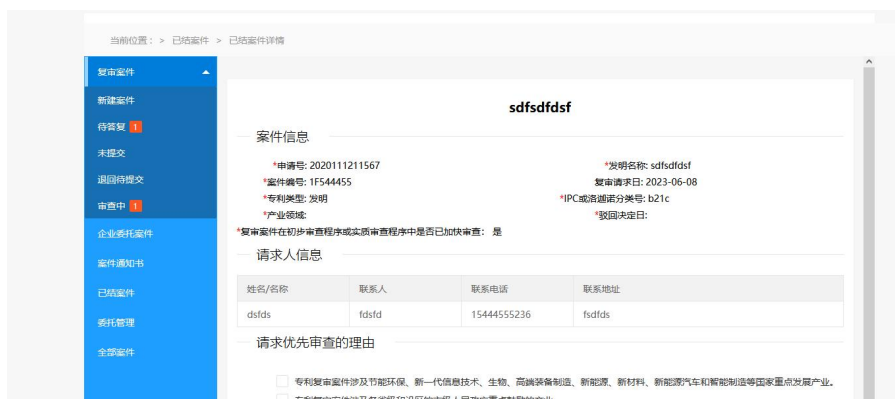 当前位置： > 已结案件 > 已结案件详情
复审案件
新建案件
待答复 1
未提交
退回待提交
审查中 1
企业委托案件
案件通知书
已结案件
委托管理
全部案件
sdfsdfdsf
案件信息
*申请号: 2020111211567 *发明名称: sdfsdfdsf
*案件编号: 1F544455 复审请求日: 2023-06-08
*专利类型: 发明 *IPC或洛迦诺分类号: b21c
*产业领域: *驳回决定日:
*复审案件在初步审查程序或实质审查程序中是否已加快审查： 是
请求人信息
姓名/名称 联系人 联系电话 联系地址
dsfds fdsfd 15444555236 fsdfds
请求优先审查的理由
专利复审案件涉及节能环保、新一代信息技术、生物、高端装备制造、新能源、新材料、新能源汽车和智能制造等国家重点发展产业。